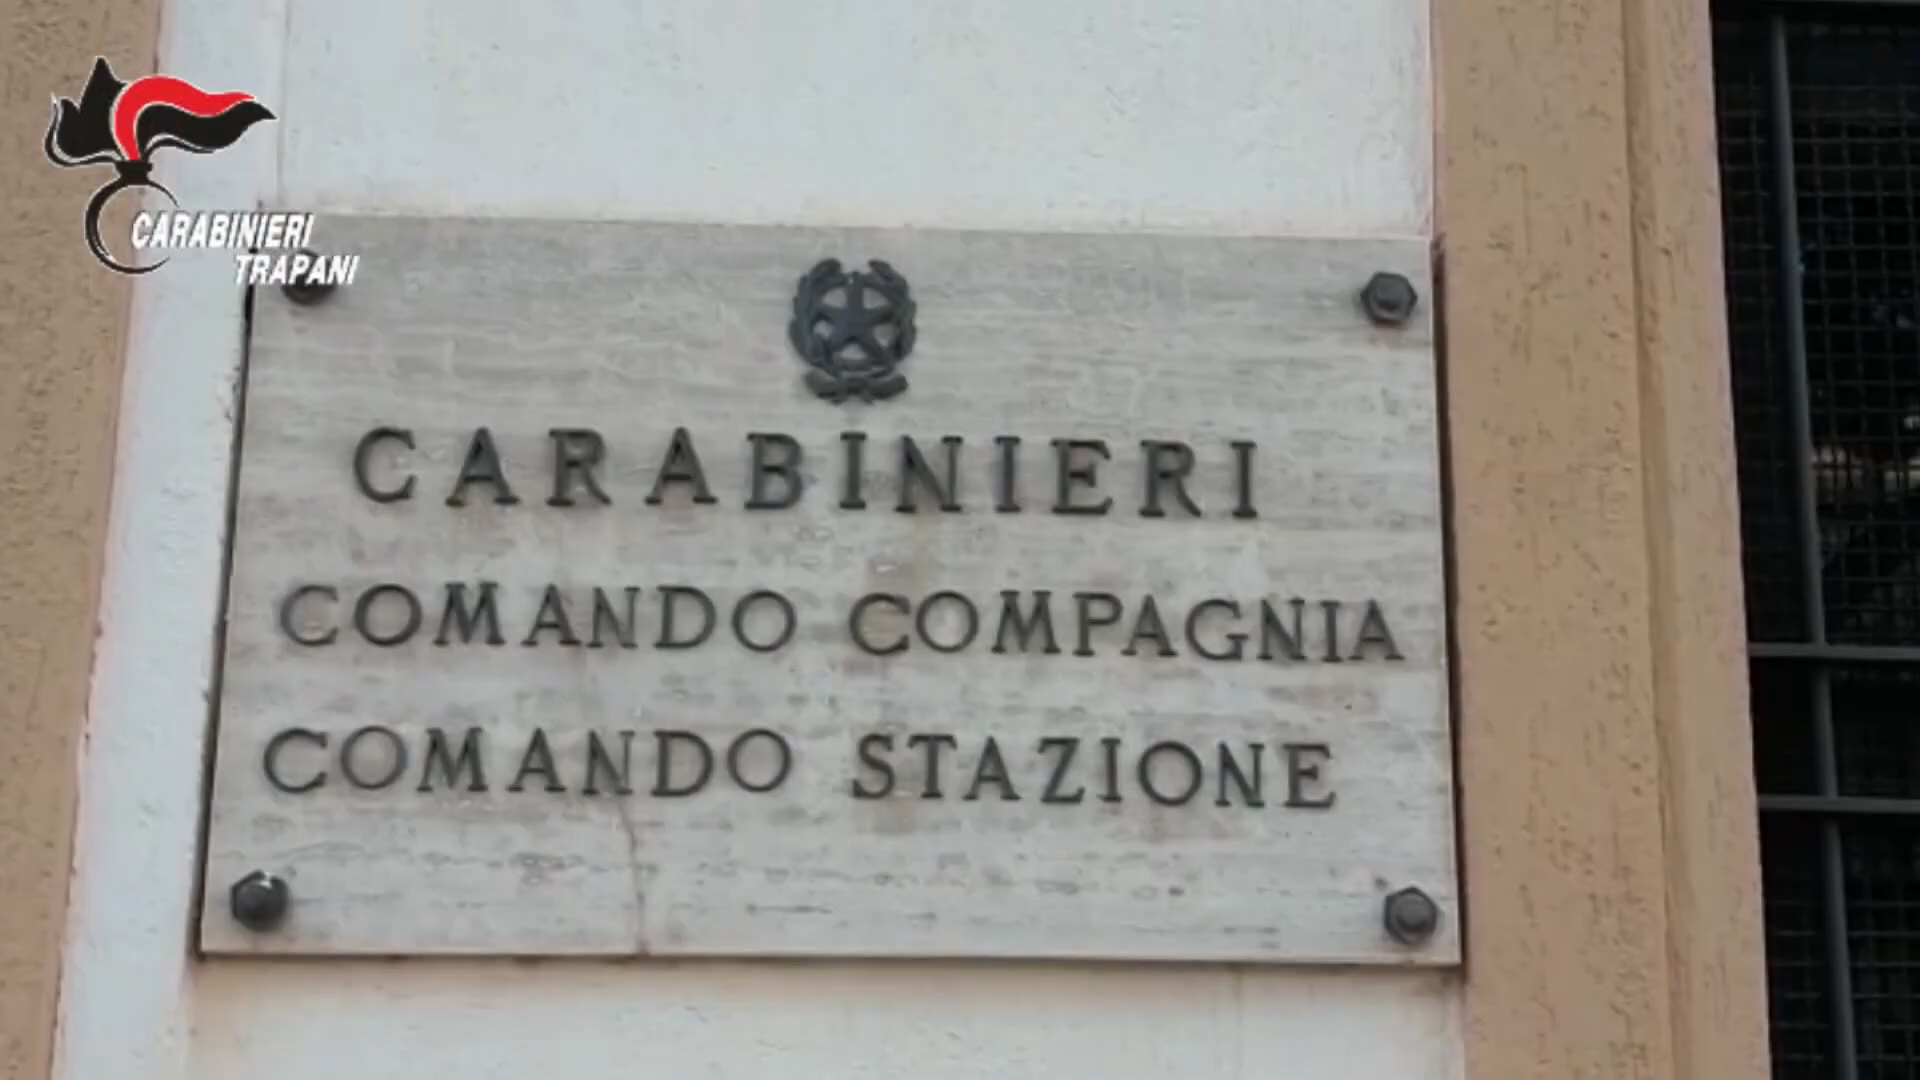 CARABINIERI
TRAPANI
CARABINIERI
COMANDO COMPAGNIA
COMANDO STAZIONE